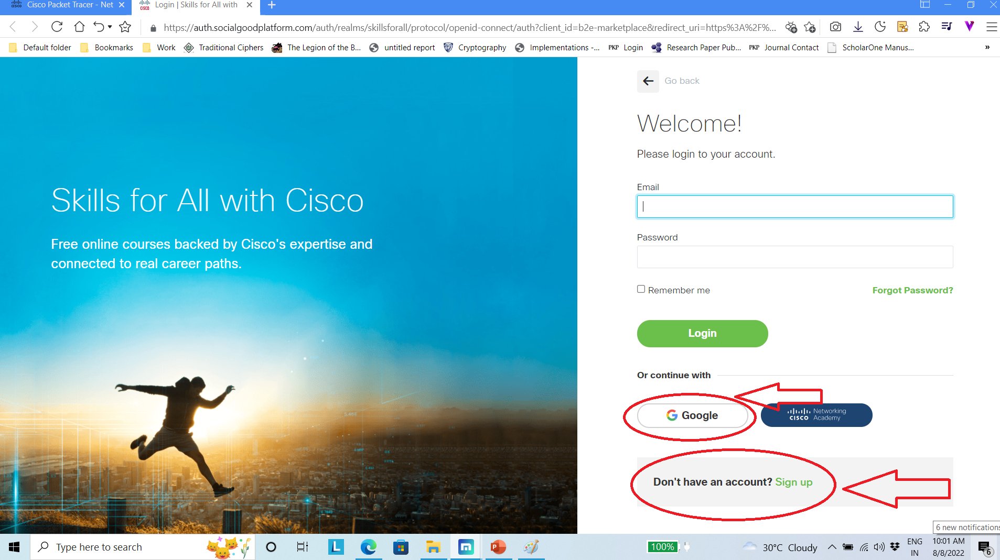 Cisco Packet Tracer - Net
Login | Skills for All with
https://auth.socialgoodplatform.com/auth/realms/skillsforall/protocol/openid-connect/auth?client_id=b2e-marketplace&redirect_uri=https%3A%2F%...
Default folder
Bookmarks
Work
Traditional Ciphers
The Legion of the B...
untitled report
Cryptography
Implementations -...
PKP Login
Research Paper Pub...
PKP Journal Contact
ScholarOne Manus...
»
Go back
Welcome!
Please login to your account.
Email
Password
Remember me
Forgot Password?
Login
Or continue with
Google
CISCO Networking
Academy
Don't have an account? Sign up
Skills for All with Cisco
Free online courses backed by Cisco's expertise and
connected to real career paths.
6 new notifications
Type here to search
100%
30°C Cloudy
ENG
IN
10:01 AM
8/8/2022
6